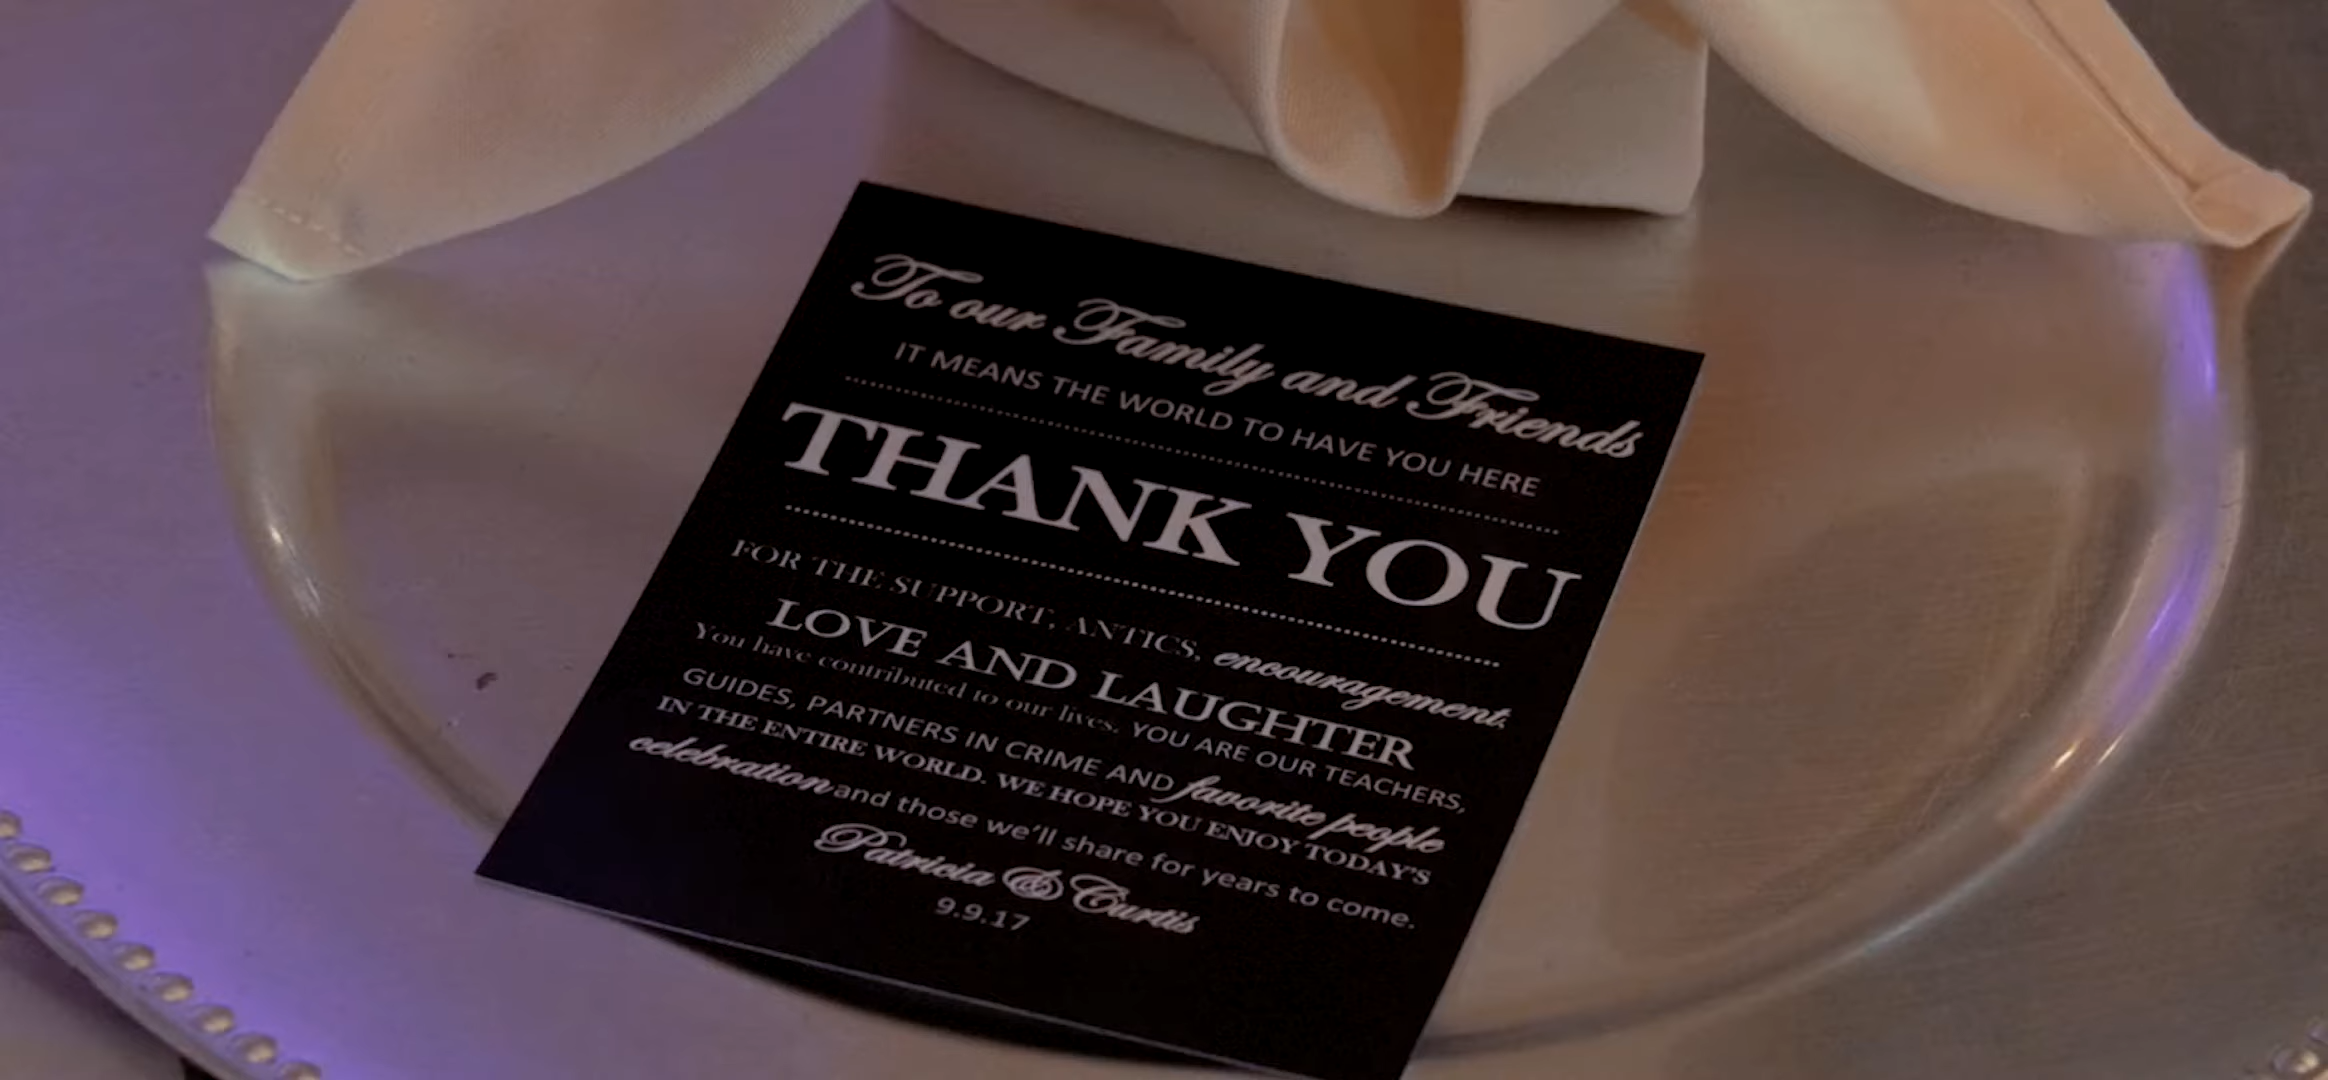 To our Family and Friends
IT MEANS THE WORLD TO HAVE YOU HERE
THANK YOU
FOR THE SUPPORT, ANTICS, encouragement,
LOVE AND LAUGHTER
You have contributed to our lives. YOU ARE OUR TEACHERS,
GUIDES, PARTNERS IN CRIME AND favorite people
IN THE ENTIRE WORLD. WE HOPE YOU ENJOY TODAY'S
celebration and those we'll share for years to come.
Patricia & Curtis
9.9.17